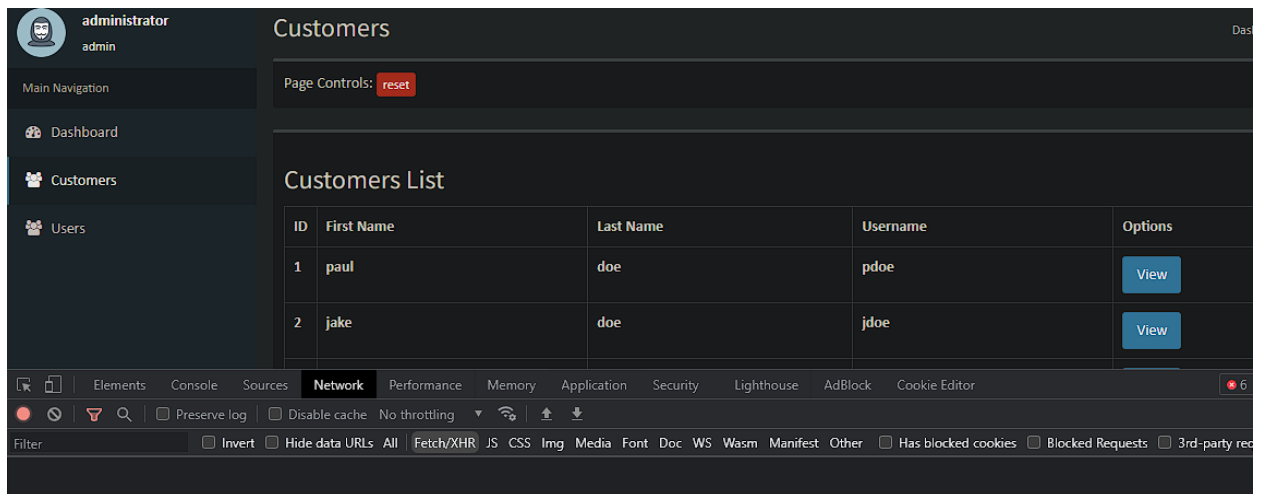 administrator
admin
Main Navigation
Dashboard
Customers
Users
Customers
Page Controls: reset
Customers List
ID First Name Last Name Username Options
1 paul doe pdoe View
2 jake doe jdoe View
Elements Console Sources Network Performance Memory Application Security Lighthouse AdBlock Cookie Editor 6
Preserve log Disable cache No throttling
Filter Invert Hide data URLs All Fetch/XHR JS CSS Img Media Font Doc WS Wasm Manifest Other Has blocked cookies Blocked Requests 3rd-party